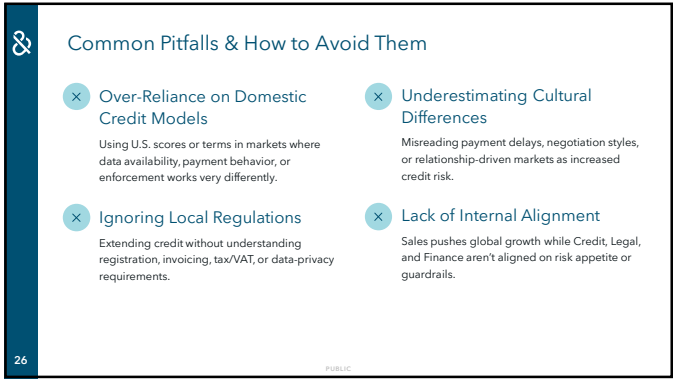 &
Common Pitfalls & How to Avoid Them
Over-Reliance on Domestic
Credit Models
Using U.S. scores or terms in markets where
data availability, payment behavior, or
enforcement works very differently.
Underestimating Cultural
Differences
Misreading payment delays, negotiation styles,
or relationship-driven markets as increased
credit risk.
Ignoring Local Regulations
Extending credit without understanding
registration, invoicing, tax/VAT, or data-privacy
requirements.
Lack of Internal Alignment
Sales pushes global growth while Credit, Legal,
and Finance aren't aligned on risk appetite or
guardrails.
26
PUBLIC